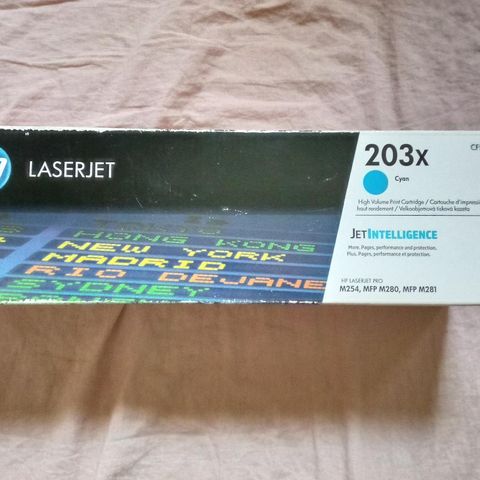 LASERJET
203x
Cyan
High Volume Print Cartridge / Cartouche d'impression
haut rendement / Velkoobjemová tisková kazeta
JETINTELLIGENCE
More. Pages, performance and protection.
Plus. Pages, performance et protection.
HP LASERJET PRO
M254, MFP M280, MFP M281
HONG KONG
NEW YORK
MADRID
RIO DE JANE
SYDNEY